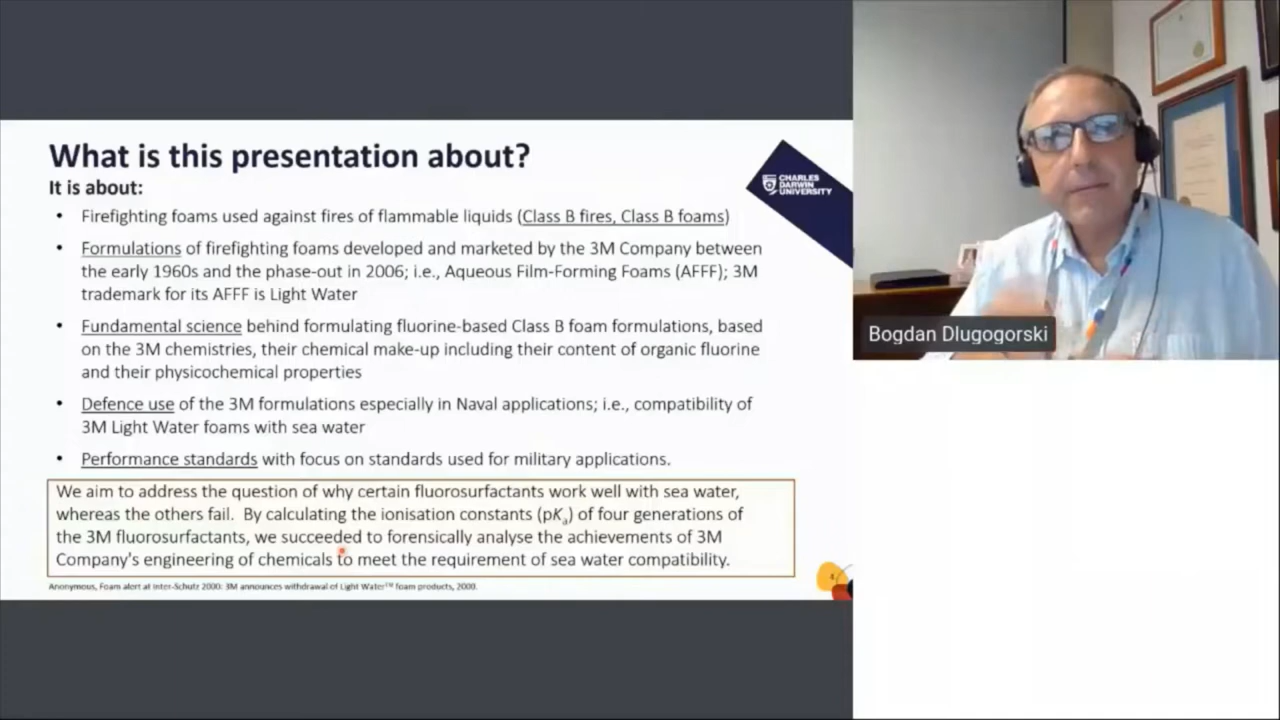 What is this presentation about?
It is about:
CHARLES
DARWIN
UNIVERSITY
• Firefighting foams used against fires of flammable liquids (Class B fires, Class B foams)
• Formulations of firefighting foams developed and marketed by the 3M Company between
the early 1960s and the phase-out in 2006; i.e., Aqueous Film-Forming Foams (AFFF); 3M
trademark for its AFFF is Light Water
• Fundamental science behind formulating fluorine-based Class B foam formulations, based
on the 3M chemistries, their chemical make-up including their content of organic fluorine
and their physicochemical properties
• Defence use of the 3M formulations especially in Naval applications; i.e., compatibility of
3M Light Water foams with sea water
• Performance standards with focus on standards used for military applications.
We aim to address the question of why certain fluorosurfactants work well with sea water,
whereas the others fail. By calculating the ionisation constants (pKa) of four generations of
the 3M fluorosurfactants, we succeeded to forensically analyse the achievements of 3M
Company's engineering of chemicals to meet the requirement of sea water compatibility.
Anonymous, Foam alert at Inter-Schutz 2000: 3M announces withdrawal of Light Water™ foam products, 2000.
4
Bogdan Dlugogorski